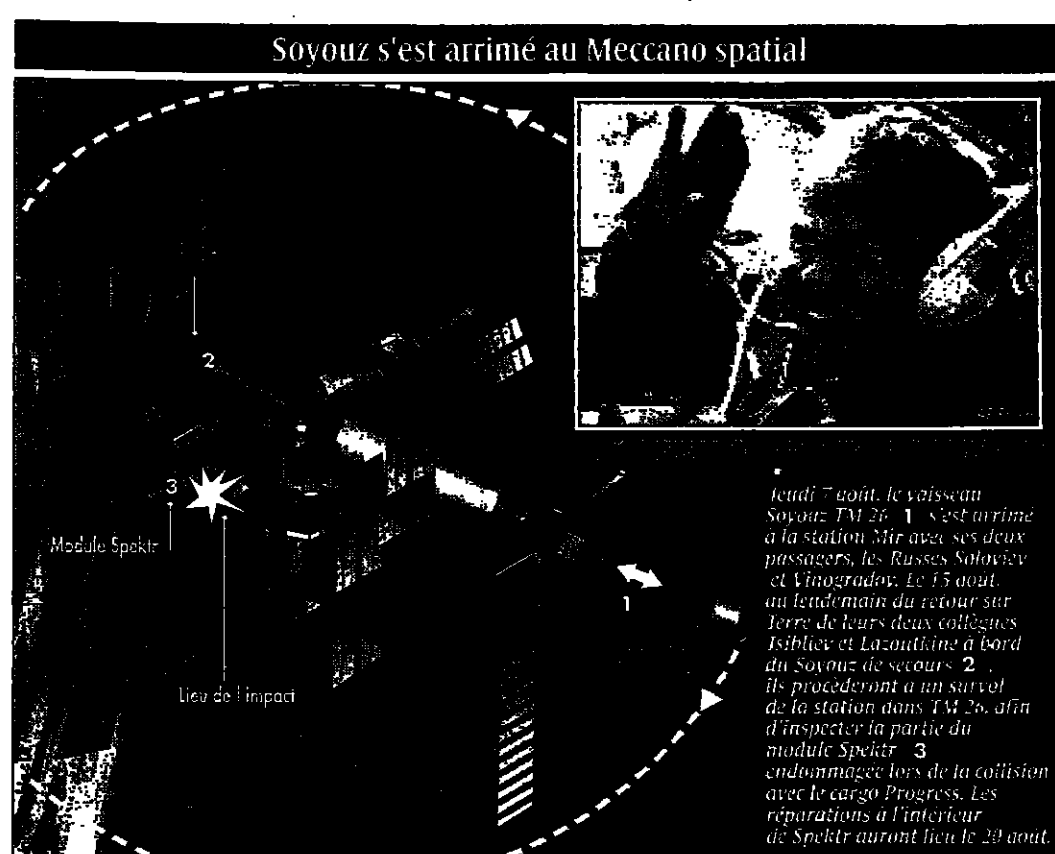 Soyouz s'est arrimé au Meccano spatial
2
3
Module Spektr
Lieu de l'impact
1
Jeudi 7 août, le vaisseau
Soyouz TM 26 1 s'est arrimé
à la station Mir avec ses deux
passagers, les Russes Soloviev
et Vinogradov. Le 15 août,
au lendemain du retour sur
Terre de leurs deux collègues
Tsibliev et Lazoutkine à bord
du Soyouz de secours 2 ,
ils procèderont a un survol
de la station dans TM 26, afin
d'inspecter la partie du
module Spektr 3
endommagée lors de la collision
avec le cargo Progress. Les
réparations à l'intérieur
de Spektr auront lieu le 20 août.